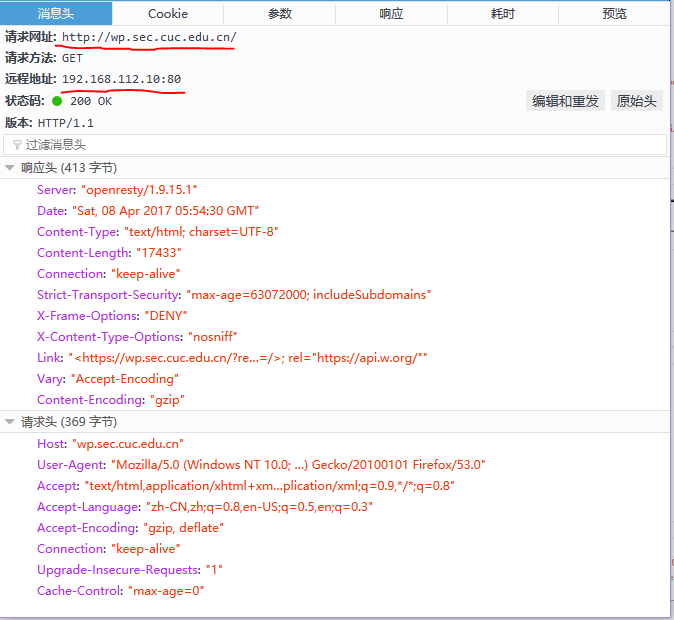 消息头 Cookie 参数 响应 耗时 预览
请求网址: http://wp.sec.cuc.edu.cn/
请求方法: GET
远程地址: 192.168.112.10:80
状态码: 200 OK 编辑和重发 原始头
版本: HTTP/1.1
过滤消息头
响应头 (413 字节)
Server: "openresty/1.9.15.1"
Date: "Sat, 08 Apr 2017 05:54:30 GMT"
Content-Type: "text/html; charset=UTF-8"
Content-Length: "17433"
Connection: "keep-alive"
Strict-Transport-Security: "max-age=63072000; includeSubdomains"
X-Frame-Options: "DENY"
X-Content-Type-Options: "nosniff"
Link: "<https://wp.sec.cuc.edu.cn/?re...=/>; rel="https://api.w.org/""
Vary: "Accept-Encoding"
Content-Encoding: "gzip"
请求头 (369 字节)
Host: "wp.sec.cuc.edu.cn"
User-Agent: "Mozilla/5.0 (Windows NT 10.0; ...) Gecko/20100101 Firefox/53.0"
Accept: "text/html,application/xhtml+xm...plication/xml;q=0.9,*/*;q=0.8"
Accept-Language: "zh-CN,zh;q=0.8,en-US;q=0.5,en;q=0.3"
Accept-Encoding: "gzip, deflate"
Connection: "keep-alive"
Upgrade-Insecure-Requests: "1"
Cache-Control: "max-age=0"